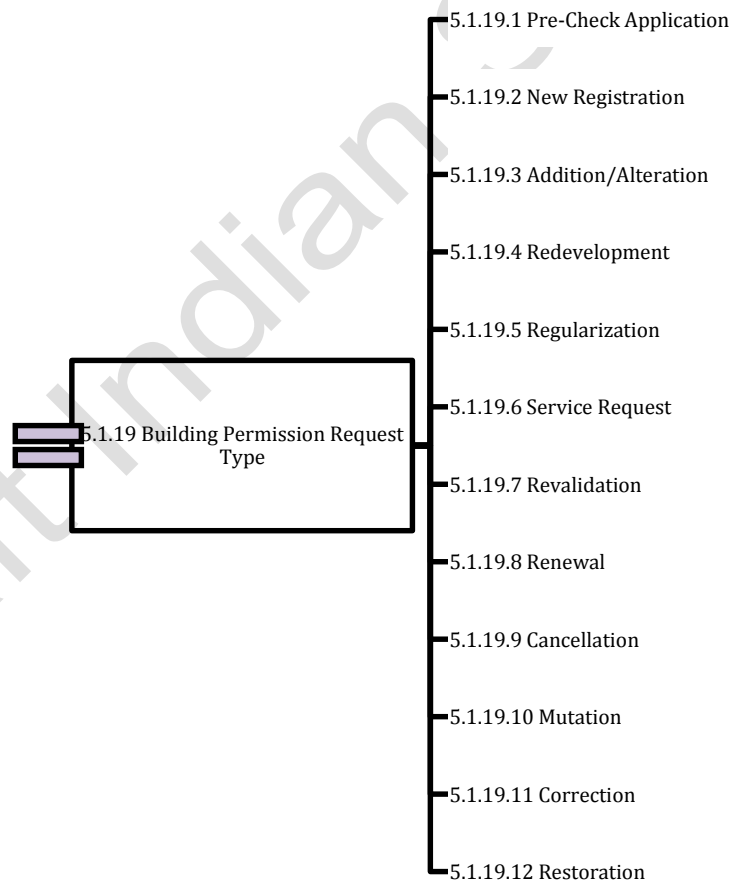 5.1.19.1 Pre-Check Application
5.1.19.2 New Registration
5.1.19.3 Addition/Alteration
5.1.19.4 Redevelopment
5.1.19.5 Regularization
5.1.19.6 Service Request
5.1.19 Building Permission Request
Type
5.1.19.7 Revalidation
5.1.19.8 Renewal
5.1.19.9 Cancellation
5.1.19.10 Mutation
5.1.19.11 Correction
5.1.19.12 Restoration
Indian